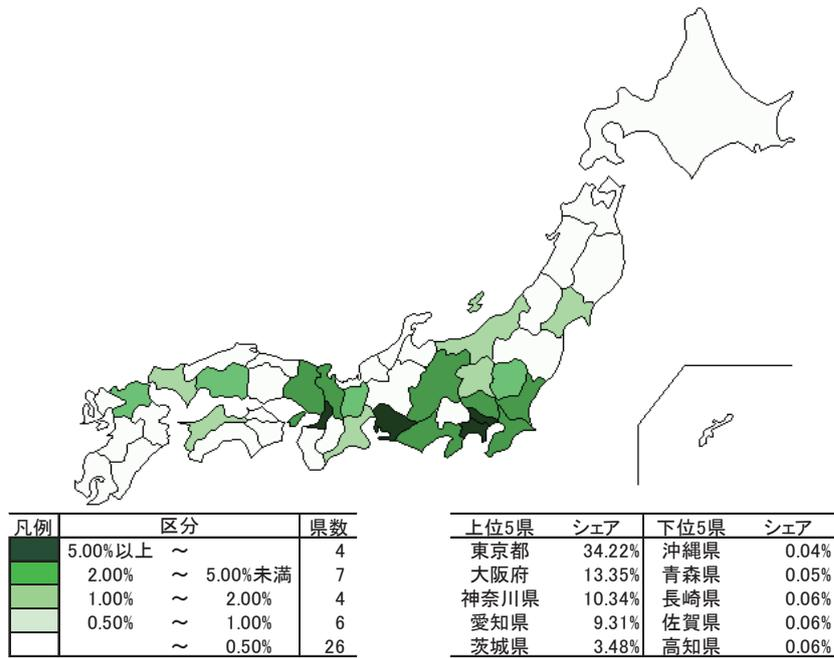 凡例 区分 県数 上位5県 シェア 下位5県 シェア
5.00%以上 ～ 4 東京都 34.22% 沖縄県 0.04%
2.00% ～ 5.00%未満 7 大阪府 13.35% 青森県 0.05%
1.00% ～ 2.00% 4 神奈川県 10.34% 長崎県 0.06%
0.50% ～ 1.00% 6 愛知県 9.31% 佐賀県 0.06%
～ 0.50% 26 茨城県 3.48% 高知県 0.06%